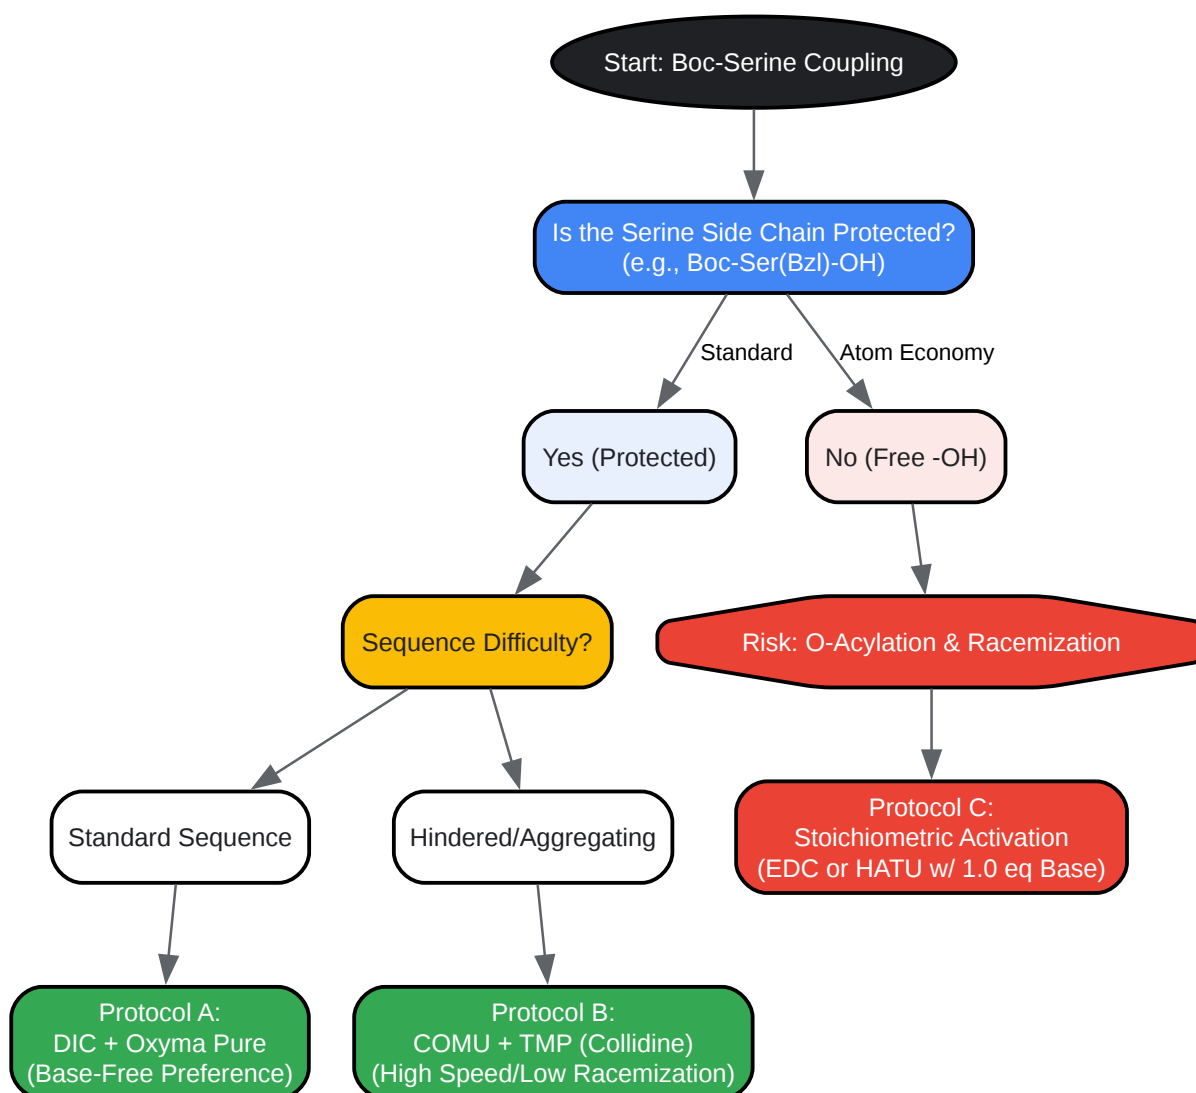 Start: Boc-Serine Coupling
Is the Serine Side Chain Protected?
(e.g., Boc-Ser(Bzl)-OH)
Standard
Atom Economy
Yes (Protected)
No (Free -OH)
Sequence Difficulty?
Risk: O-Acylation & Racemization
Standard Sequence
Hindered/Aggregating
Protocol C:
Stoichiometric Activation
(EDC or HATU w/ 1.0 eq Base)
Protocol A:
DIC + Oxyma Pure
(Base-Free Preference)
Protocol B:
COMU + TMP (Collidine)
(High Speed/Low Racemization)